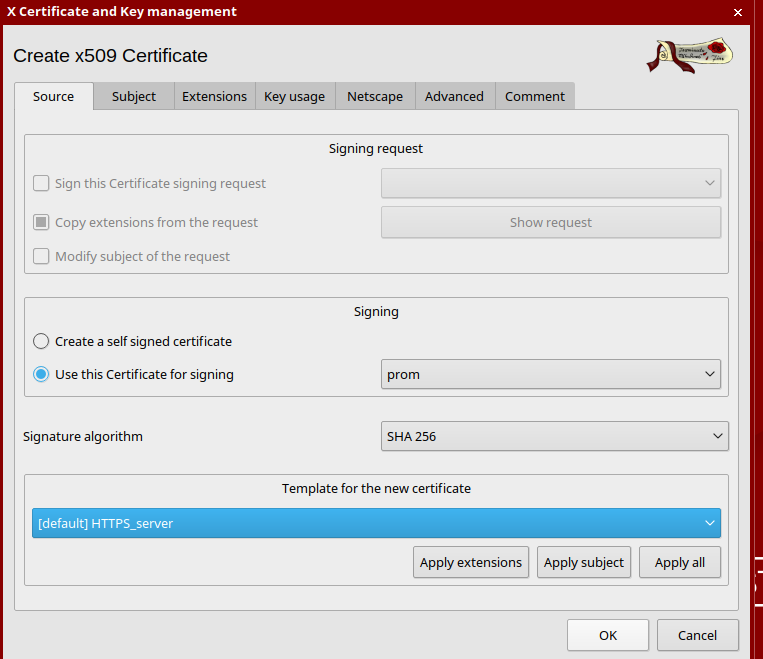 X Certificate and Key management
Create x509 Certificate
Source Subject Extensions Key usage Netscape Advanced Comment
Signing request
Sign this Certificate signing request
Copy extensions from the request Show request
Modify subject of the request
Signing
Create a self signed certificate
Use this Certificate for signing prom
Signature algorithm SHA 256
Template for the new certificate
[default] HTTPS_server
Apply extensions Apply subject Apply all
OK Cancel